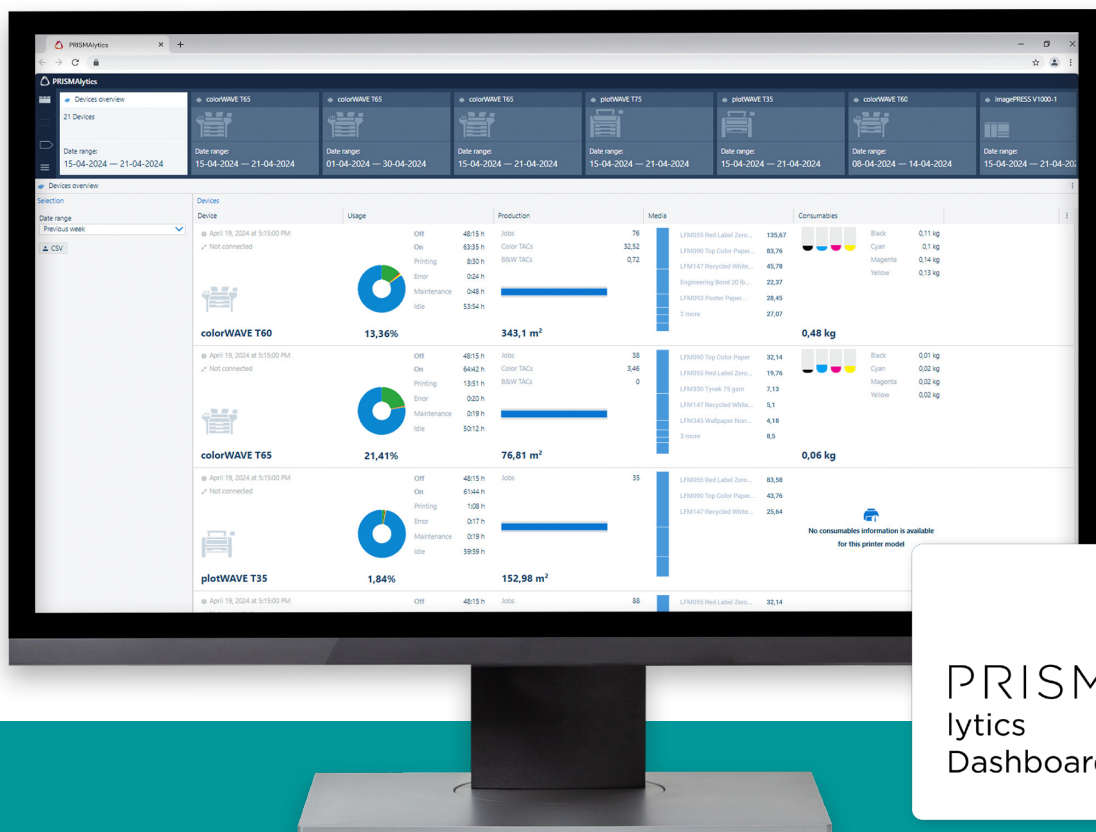 PRISMAlytics
PRISMAlytics
Devices overview
21 Devices
Date range:
15-04-2024 — 21-04-2024
colorWAVE T65
Date range:
15-04-2024 — 21-04-2024
colorWAVE T65
Date range:
01-04-2024 — 30-04-2024
colorWAVE T65
Date range:
15-04-2024 — 21-04-2024
plotWAVE T75
Date range:
15-04-2024 — 21-04-2024
plotWAVE T35
Date range:
15-04-2024 — 21-04-2024
colorWAVE T60
Date range:
08-04-2024 — 14-04-2024
imagePRESS V1000-1
Date range:
15-04-2024 — 21-04-202
Devices overview
Selection
Date range
Previous week
CSV
Devices
Device Usage Production Media Consumables
April 19, 2024 at 5:15:00 PM
Not connected
colorWAVE T60
Off 48:15 h
On 63:35 h
Printing 8:30 h
Error 0:24 h
Maintenance 0:48 h
Idle 53:54 h
13,36%
Jobs 76
Color TACs 32,52
B&W TACs 0,72
343,1 m²
LFM055 Red Label Zero... 135,67
LFM090 Top Color Paper... 83,76
LFM147 Recycled White... 45,78
Engineering Bond 20 lb... 22,37
LFM093 Poster Paper... 28,45
2 more 27,07
Black 0,11 kg
Cyan 0,1 kg
Magenta 0,14 kg
Yellow 0,13 kg
0,48 kg
April 19, 2024 at 5:15:00 PM
Not connected
colorWAVE T65
Off 48:15 h
On 64:42 h
Printing 13:51 h
Error 0:20 h
Maintenance 0:19 h
Idle 50:12 h
21,41%
Jobs 38
Color TACs 3,46
B&W TACs 0
76,81 m²
LFM090 Top Color Paper 32,14
LFM055 Red Label Zero... 19,76
LFM330 Tyvek 75 gsm 7,13
LFM147 Recycled White... 5,1
LFM345 Wallpaper Non... 4,18
3 more 8,5
Black 0,01 kg
Cyan 0,02 kg
Magenta 0,02 kg
Yellow 0,02 kg
0,06 kg
April 19, 2024 at 5:15:00 PM
Not connected
plotWAVE T35
Off 48:15 h
On 61:44 h
Printing 1:08 h
Error 0:17 h
Maintenance 0:19 h
Idle 59:59 h
1,84%
Jobs 35
152,98 m²
LFM055 Red Label Zero... 83,58
LFM090 Top Color Paper... 43,76
LFM147 Recycled White... 25,64
No consumables information is available
for this printer model
April 19, 2024 at 5:15:00 PM
Off 48:15 h
Jobs 88
LFM055 Red Label Zero... 32,14
PRISM
lytics
Dashboar